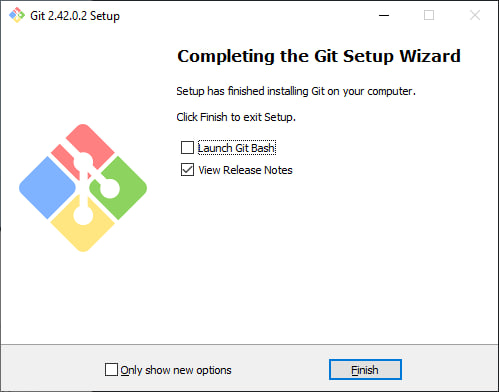 Git 2.42.0.2 Setup
Completing the Git Setup Wizard
Setup has finished installing Git on your computer.
Click Finish to exit Setup.
Launch Git Bash
View Release Notes
Only show new options
Finish